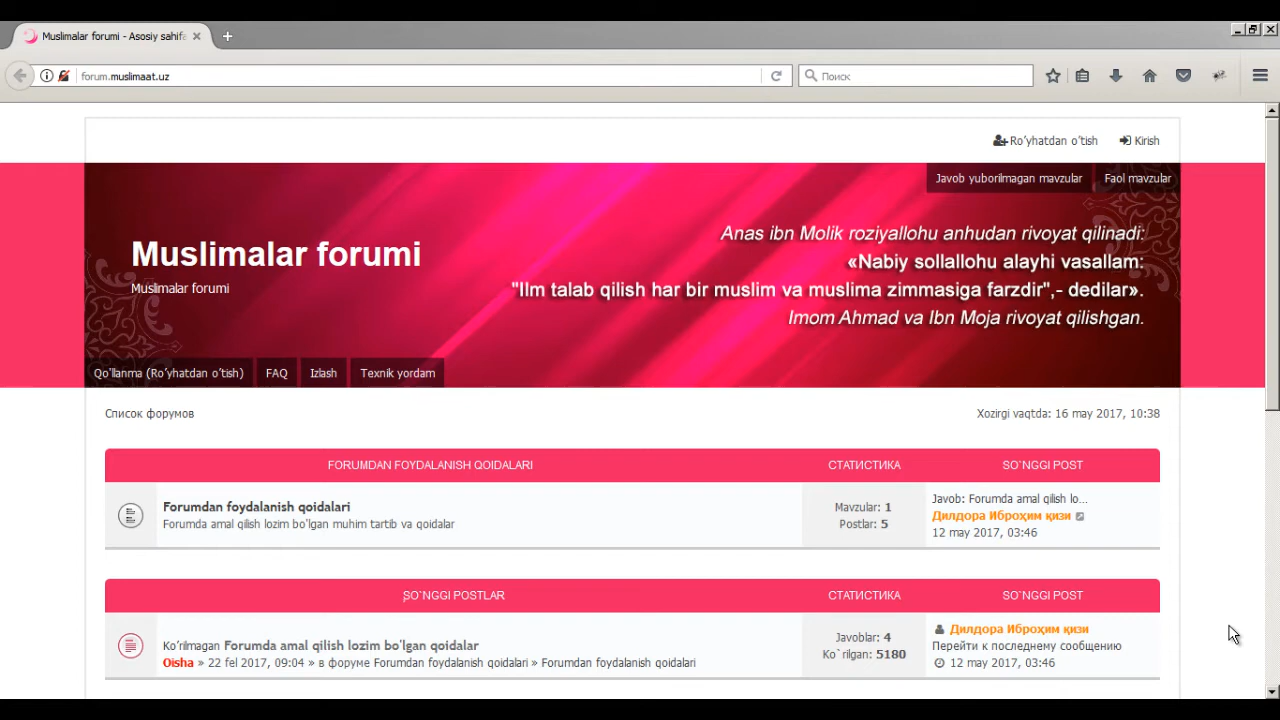 Muslimalar forumi - Asosiy sahifa
forum.muslimaat.uz
Поиск
Ro'yhatdan o'tish
Kirish
Javob yuborilmagan mavzular
Faol mavzular
Muslimalar forumi
Muslimalar forumi
Anas ibn Molik roziyallohu anhudan rivoyat qilinadi:
«Nabiy sollallohu alayhi vasallam:
"Ilm talab qilish har bir muslim va muslima zimmasiga farzdir",- dedilar».
Imom Ahmad va Ibn Moja rivoyat qilishgan.
Qo'llanma (Ro'yhatdan o'tish)
FAQ
Izlash
Texnik yordam
Список форумов
Xozirgi vaqtda: 16 may 2017, 10:38
FORUMDAN FOYDALANISH QOIDALARI
СТАТИСТИКА
SO`NGGI POST
Forumdan foydalanish qoidalari
Forumda amal qilish lozim bo'lgan muhim tartib va qoidalar
Mavzular: 1
Postlar: 5
Javob: Forumda amal qilish lo...
Дилдора Иброҳим қизи
12 may 2017, 03:46
SO`NGGI POSTLAR
СТАТИСТИКА
SO`NGGI POST
Ko'rilmagan Forumda amal qilish lozim bo'lgan qoidalar
Oisha » 22 fel 2017, 09:04 » в форуме Forumdan foydalanish qoidalari » Forumdan foydalanish qoidalari
Javoblar: 4
Ko`rilgan: 5180
Дилдора Иброҳим қизи
Перейти к последнему сообщению
12 may 2017, 03:46